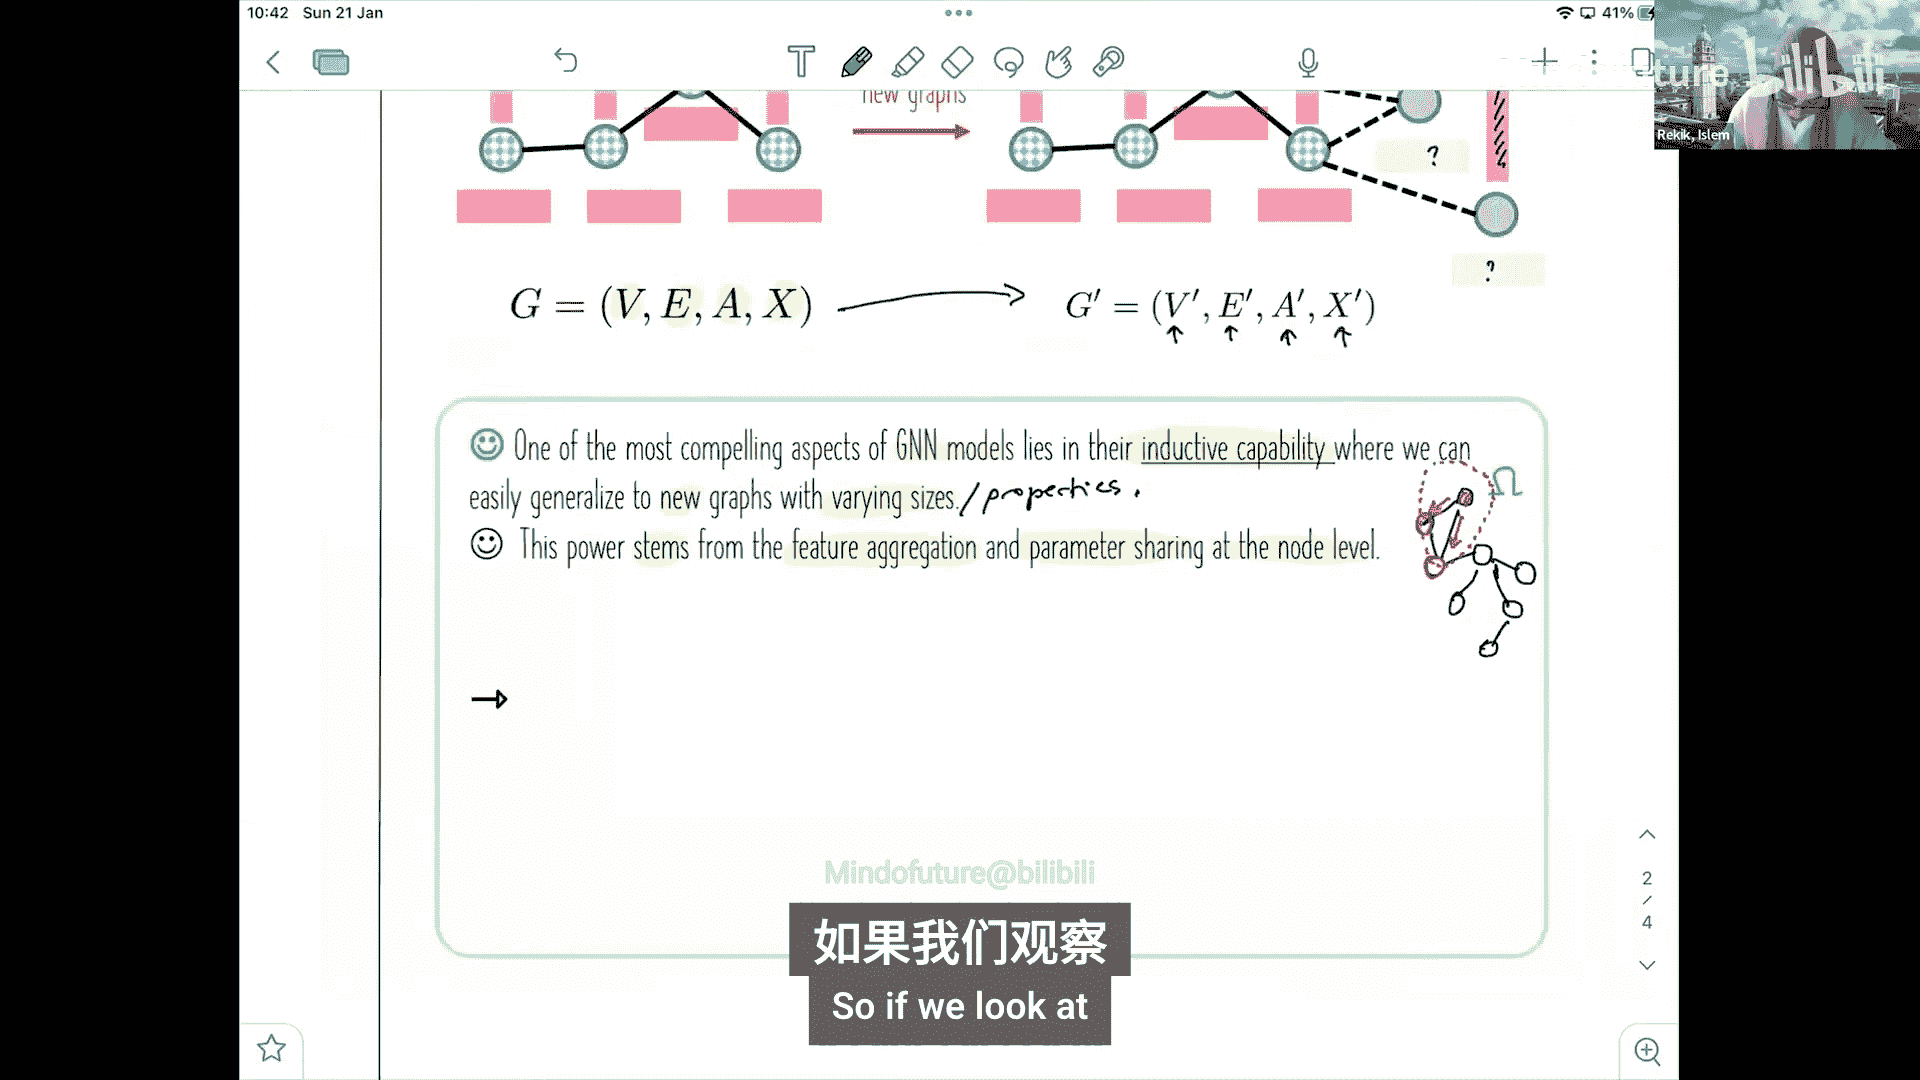 10:42 Sun 21 Jan
41%
Rekik, Islem
new graphs
?
?
G = (V, E, A, X)
G' = (V', E', A', X')
One of the most compelling aspects of GNN models lies in their inductive capability where we can
easily generalize to new graphs with varying sizes./properties.
Ω
This power stems from the feature aggregation and parameter sharing at the node level.
2
/
4
Mindofuture@bilibili
如果我们观察
So if we look at